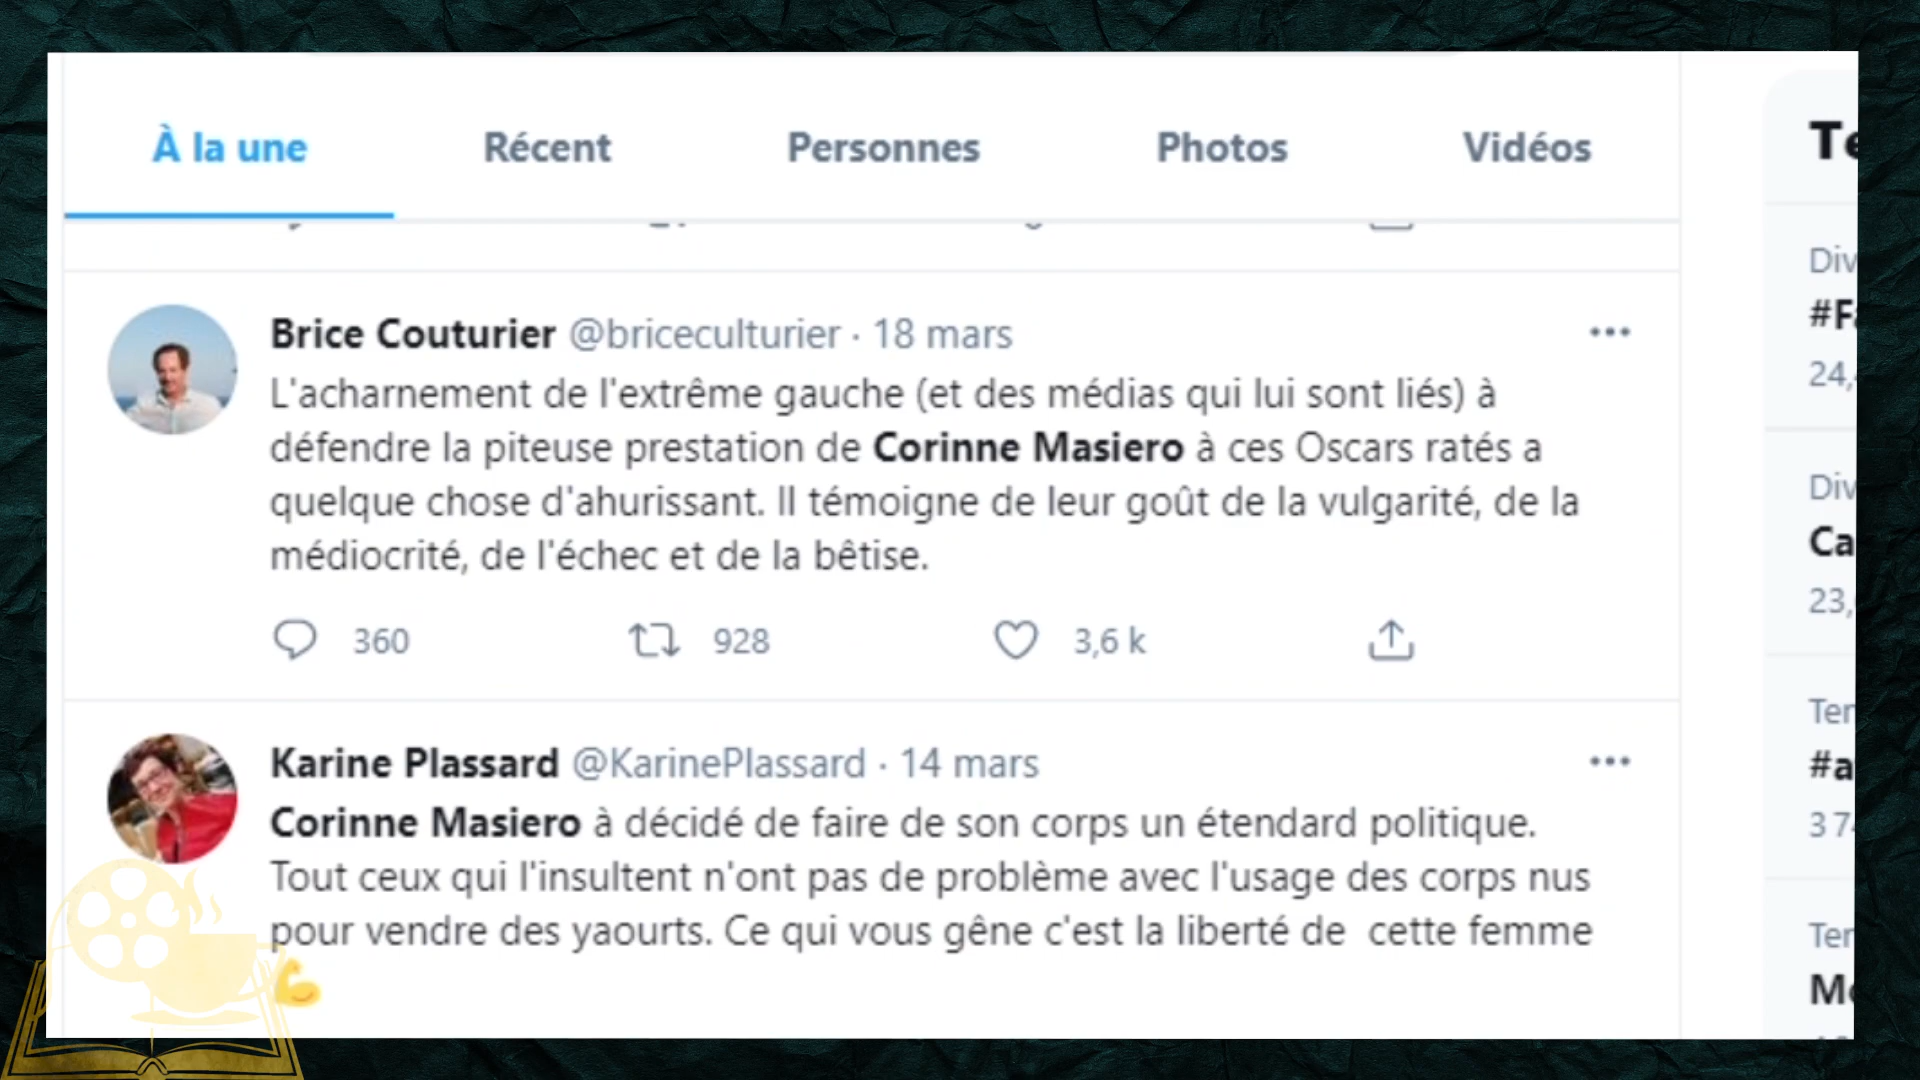 À la une Récent Personnes Photos Vidéos
Brice Couturier @briceculturier · 18 mars
L'acharnement de l'extrême gauche (et des médias qui lui sont liés) à
défendre la piteuse prestation de Corinne Masiero à ces Oscars ratés a
quelque chose d'ahurissant. Il témoigne de leur goût de la vulgarité, de la
médiocrité, de l'échec et de la bêtise.
360 928 3,6 k
Karine Plassard @KarinePlassard · 14 mars
Corinne Masiero à décidé de faire de son corps un étendard politique.
Tout ceux qui l'insultent n'ont pas de problème avec l'usage des corps nus
pour vendre des yaourts. Ce qui vous gêne c'est la liberté de cette femme
💪